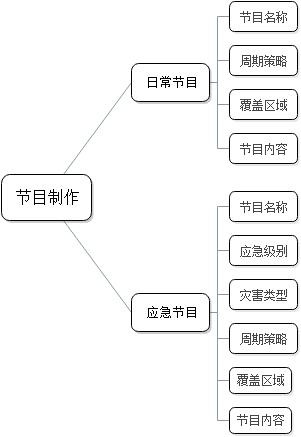 节目制作
日常节目
节目名称
周期策略
覆盖区域
节目内容
应急节目
节目名称
应急级别
灾害类型
周期策略
覆盖区域
节目内容